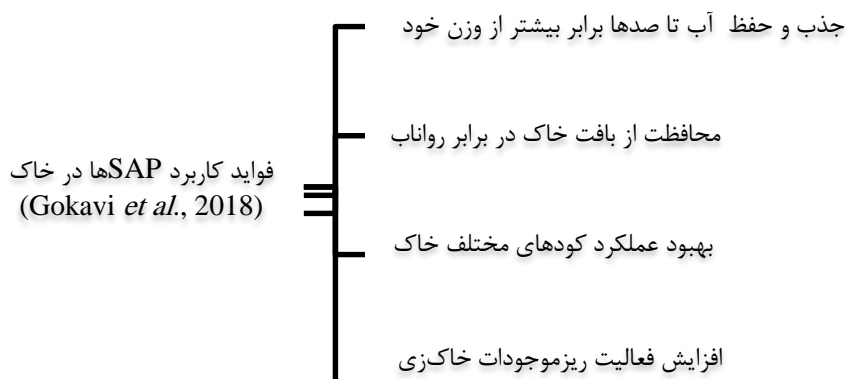 فواید کاربرد SAPها در خاک
(Gokavi et al., 2018)
جذب و حفظ آب تا صدها برابر بیشتر از وزن خود
محافظت از بافت خاک در برابر رواناب
بهبود عملکرد کودهای مختلف خاک
افزایش فعالیت ریزموجودات خاک‌زی